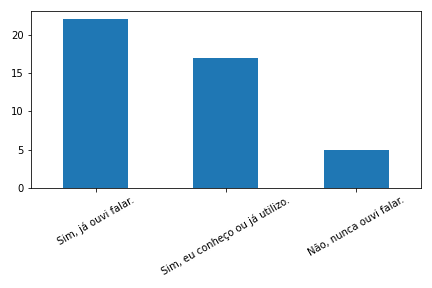 20
15
10
5
0
Sim, já ouvi falar.
Sim, eu conheço ou já utilizo.
Não, nunca ouvi falar.